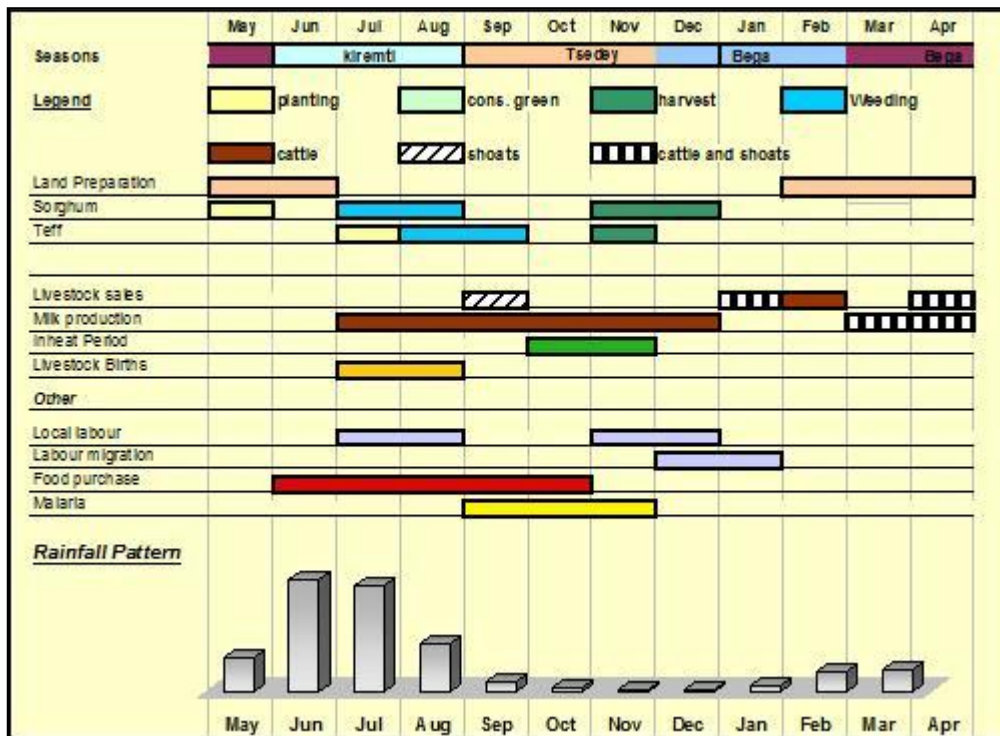 May Jun Jul Aug Sep Oct Nov Dec Jan Feb Mar Apr
Seasons kiremti Tsedey Bega Bega
Legend planting cons. green harvest Weeding
cattle shoats cattle and shoats
Land Preparation
Sorghum
Teff
Livestock sales
Milk production
Inheat Period
Livestock Births
Other
Local labour
Labour migration
Food purchase
Malaria
Rainfall Pattern
May Jun Jul Aug Sep Oct Nov Dec Jan Feb Mar Apr